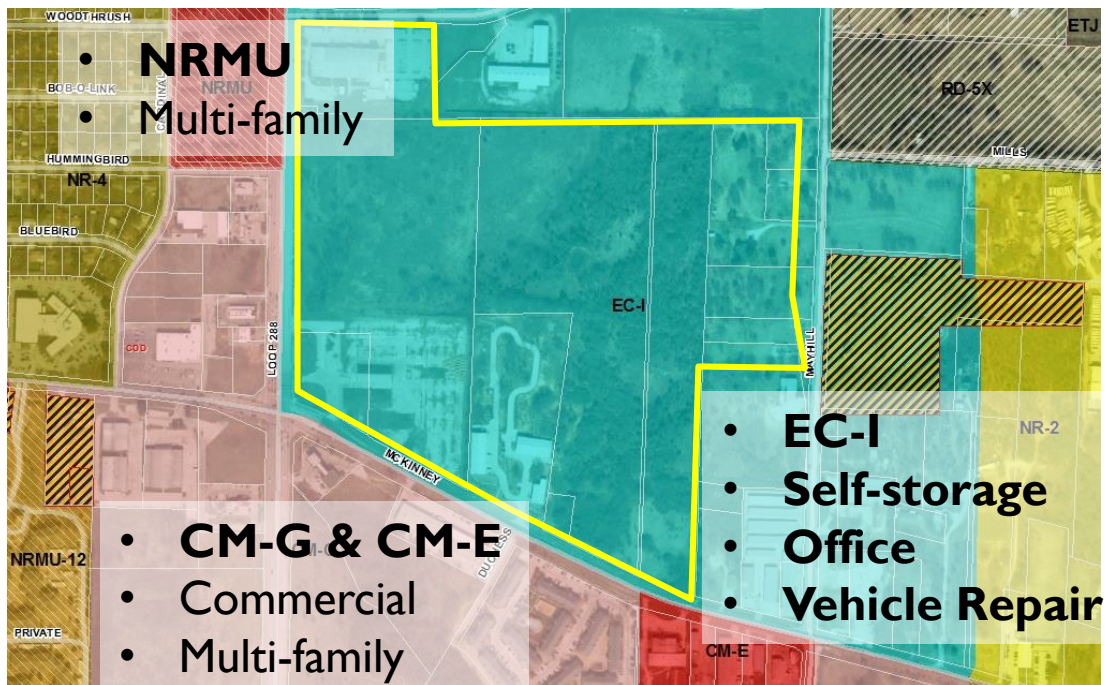 WOODTHRUSH
ETJ
• NRMU
NRMU
BOB-O-LINK
CARDINAL
RD-5X
• Multi-family
MILLS
HUMMINGBIRD
NR-4
BLUEBIRD
EC-I
LOOP 288
COD
MAYHILL
• EC-I
NR-2
• Self-storage
• Office
• Vehicle Repair
MCKINNEY
• CM-G & CM-E
DUCHESS
NRMU-12
• Commercial
PRIVATE
• Multi-family
CM-E